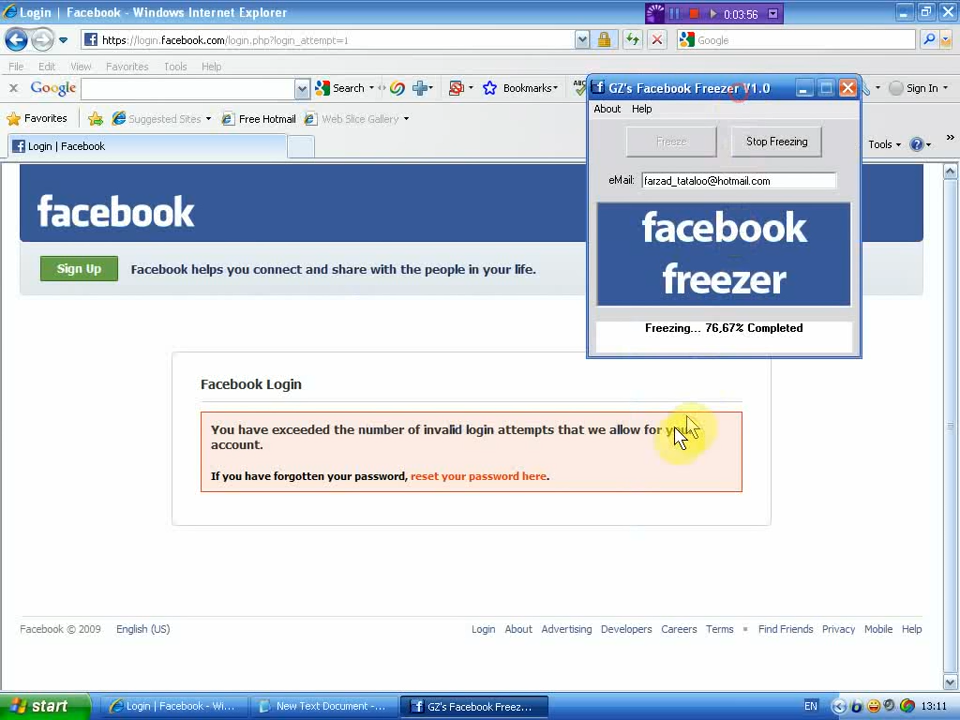 Login | Facebook - Windows Internet Explorer
00:03:56
https://login.facebook.com/login.php?login_attempt=1
Google
File Edit View Favorites Tools Help
x Google Search Bookmarks Sign In
Favorites Suggested Sites Free Hotmail Web Slice Gallery
Login | Facebook
Tools
GZ's Facebook Freezer V1.0
About Help
Freeze Stop Freezing
eMail: farzad_tataloo@hotmail.com
facebook
freezer
Freezing... 76,67% Completed
facebook
Sign Up Facebook helps you connect and share with the people in your life.
Facebook Login
You have exceeded the number of invalid login attempts that we allow for your
account.
If you have forgotten your password, reset your password here.
Facebook © 2009 English (US)
Login About Advertising Developers Careers Terms ▪ Find Friends Privacy Mobile Help
start Login | Facebook - Wi... New Text Document -... GZ's Facebook Freez... EN 13:11